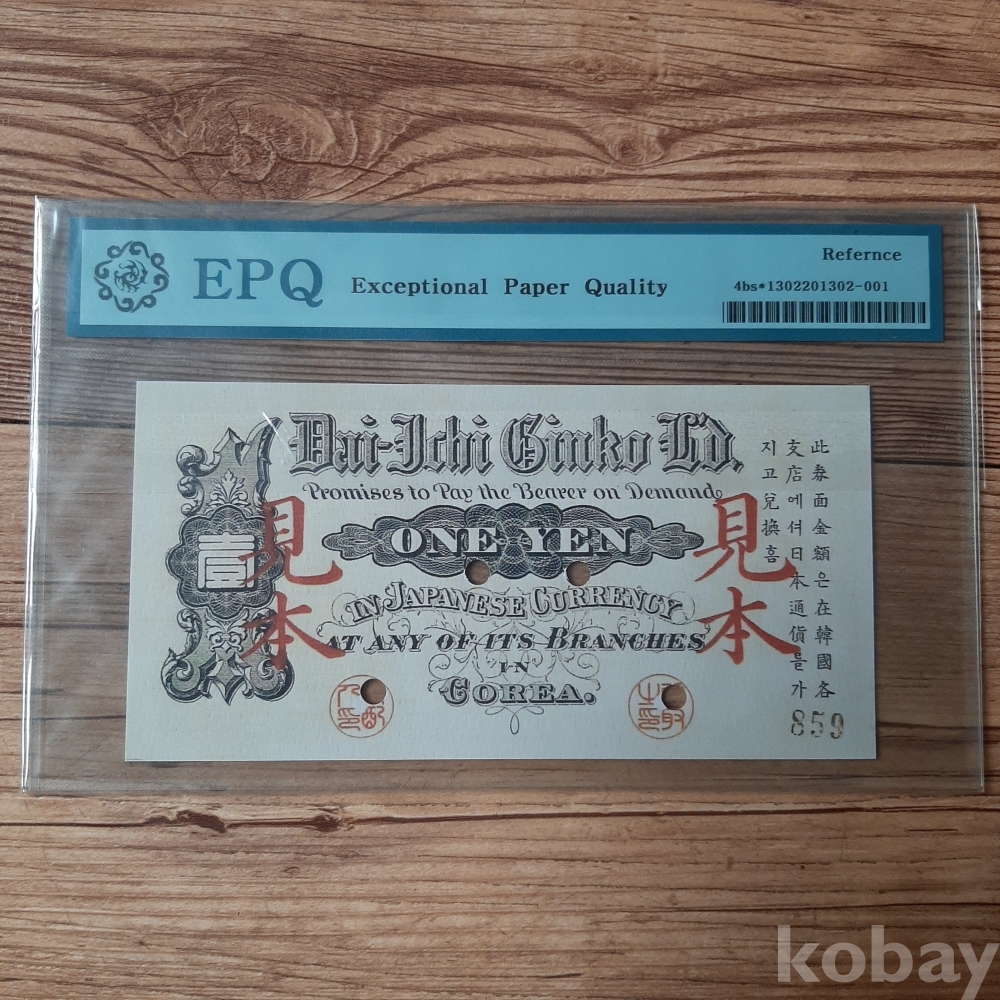 EPQ Exceptional Paper Quality
Refernce
4bs*1302201302-001
Dai-Ichi Ginko L'd.
Promises to Pay the Bearer on Demand
壹
ONE YEN
IN JAPANESE CURRENCY
AT ANY OF ITS BRANCHES
IN
COREA.
見本
見本
此券面金額은在韓國各
支店에셔日本通貨를가
지고兌換홈
859
kobay